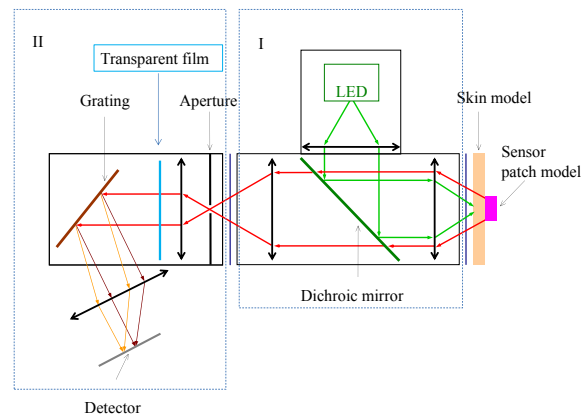 II
I
Transparent film
Grating
Aperture
LED
Skin model
Sensor
patch model
Dichroic mirror
Detector